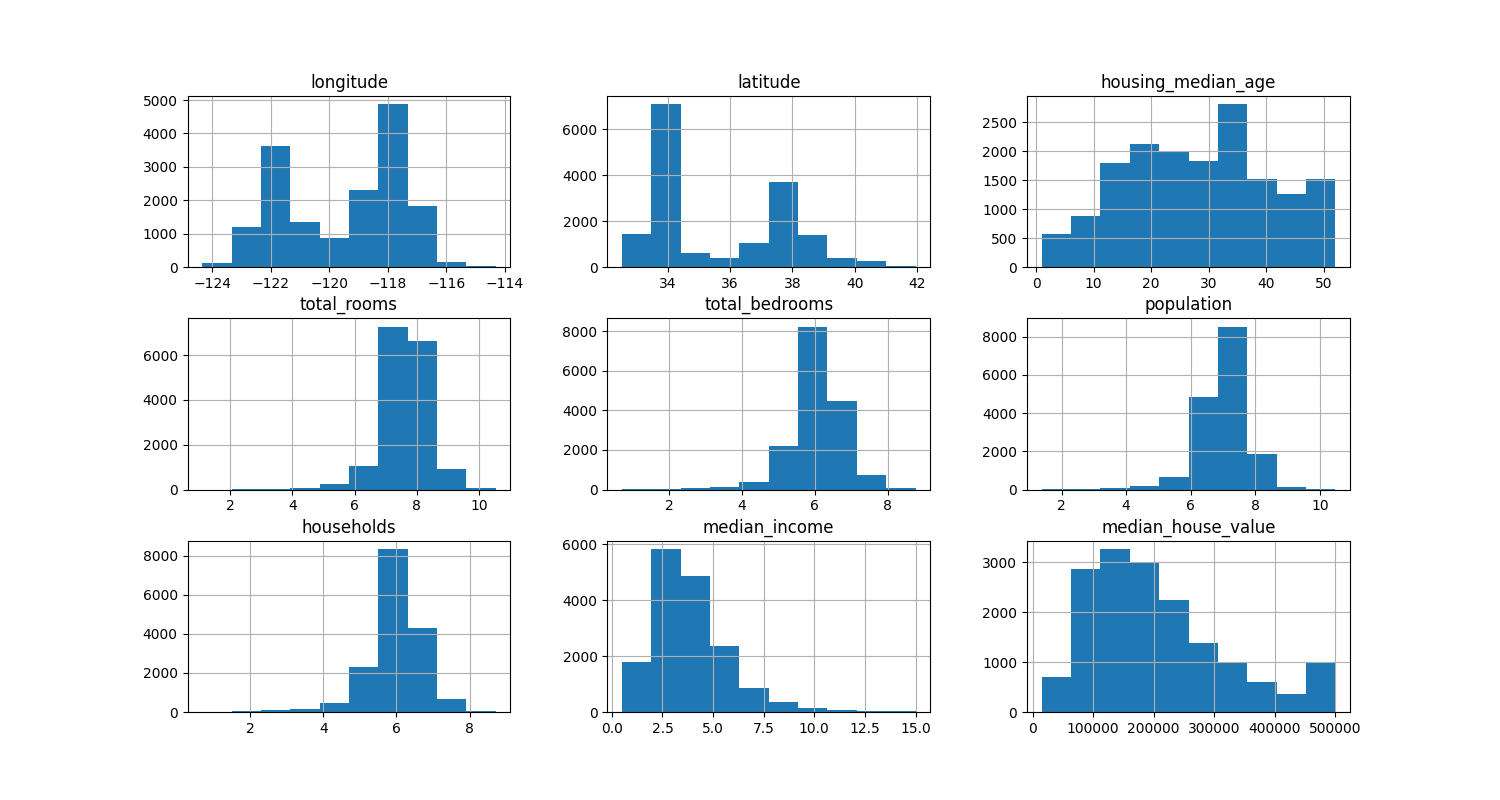 longitude
5000
4000
3000
2000
1000
0
−124 −122 −120 −118 −116 −114
latitude
6000
4000
2000
0
34 36 38 40 42
housing_median_age
2500
2000
1500
1000
500
0
0 10 20 30 40 50
total_rooms
6000
4000
2000
0
2 4 6 8 10
total_bedrooms
8000
6000
4000
2000
0
2 4 6 8
population
8000
6000
4000
2000
0
2 4 6 8 10
households
8000
6000
4000
2000
0
2 4 6 8
median_income
6000
4000
2000
0
0.0 2.5 5.0 7.5 10.0 12.5 15.0
median_house_value
3000
2000
1000
0
0 100000 200000 300000 400000 500000